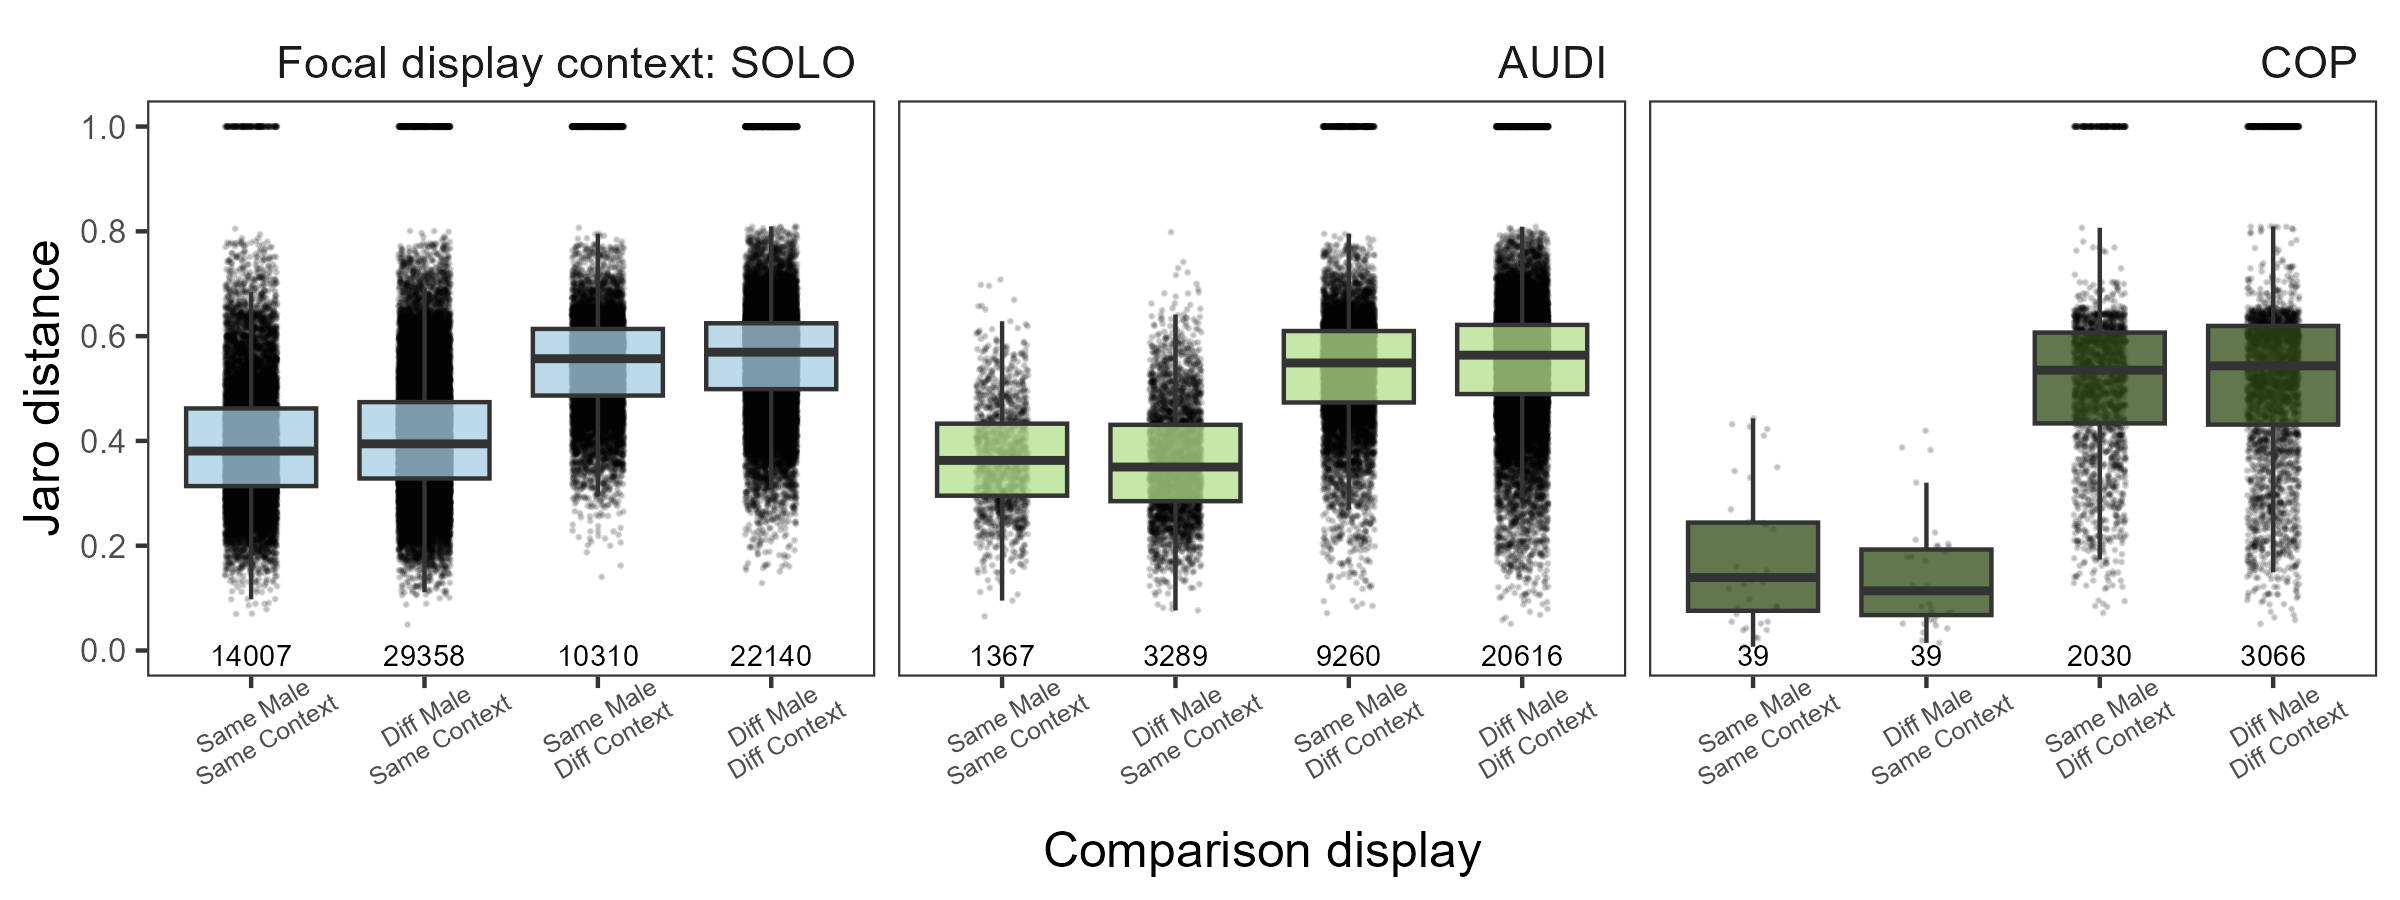 Focal display context: SOLO
AUDI
COP
Jaro distance
1.0
0.8
0.6
0.4
0.2
0.0
14007
29358
10310
22140
1367
3289
9260
20616
39
39
2030
3066
Same Male
Same Context
Diff Male
Same Context
Same Male
Diff Context
Diff Male
Diff Context
Same Male
Same Context
Diff Male
Same Context
Same Male
Diff Context
Diff Male
Diff Context
Same Male
Same Context
Diff Male
Same Context
Same Male
Diff Context
Diff Male
Diff Context
Comparison display